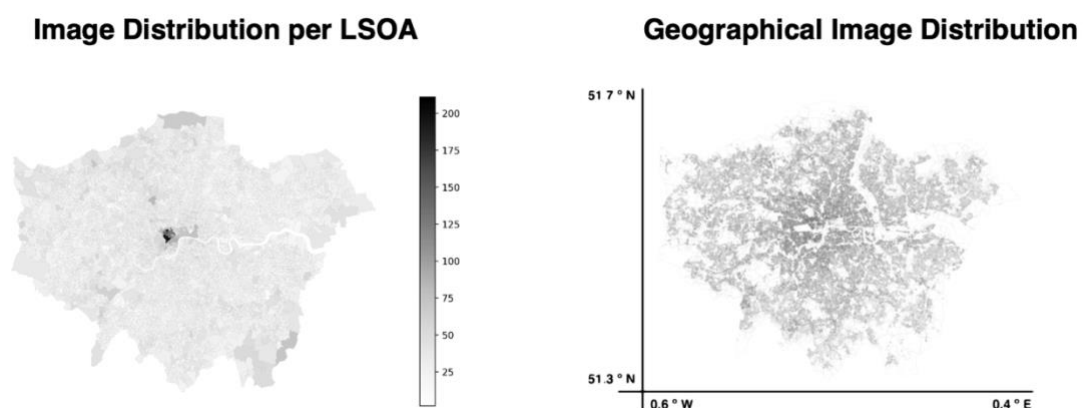 Image Distribution per LSOA
Geographical Image Distribution
200
175
150
125
100
75
50
25
51 7 ° N
51.3 ° N
0.6 ° W
0.4 ° E